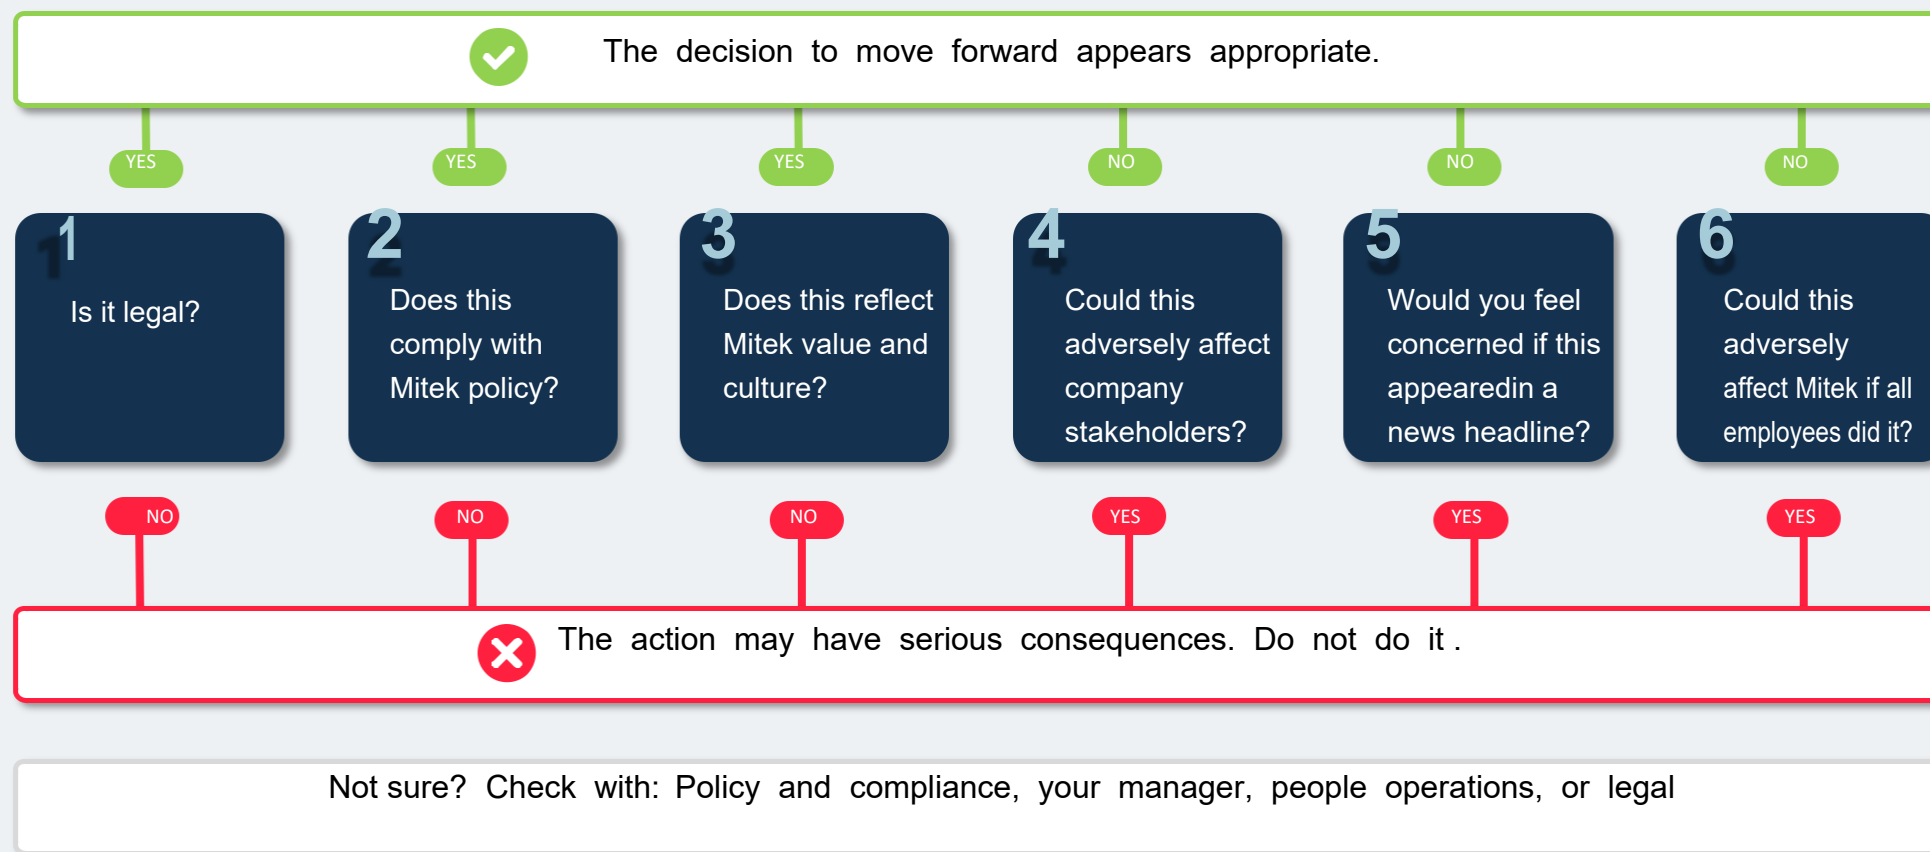 The decision to move forward appears appropriate.
YES YES YES NO NO NO
1
Is it legal?
2
Does this
comply with
Mitek policy?
3
Does this reflect
Mitek value and
culture?
4
Could this
adversely affect
company
stakeholders?
5
Would you feel
concerned if this
appearedin a
news headline?
6
Could this
adversely
affect Mitek if all
employees did it?
NO NO NO YES YES YES
The action may have serious consequences. Do not do it .
Not sure? Check with: Policy and compliance, your manager, people operations, or legal